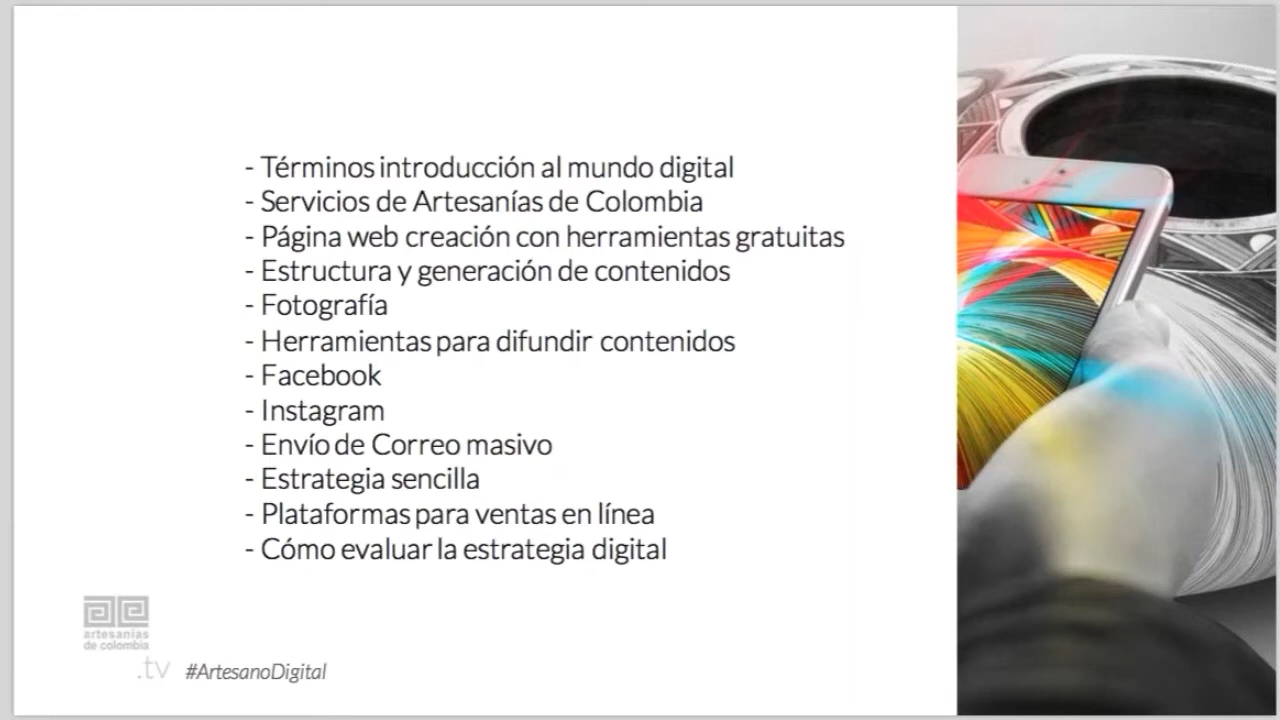 - Términos introducción al mundo digital
- Servicios de Artesanías de Colombia
- Página web creación con herramientas gratuitas
- Estructura y generación de contenidos
- Fotografía
- Herramientas para difundir contenidos
- Facebook
- Instagram
- Envío de Correo masivo
- Estrategia sencilla
- Plataformas para ventas en línea
- Cómo evaluar la estrategia digital
artesanías
de colombia
.tv
#ArtesanoDigital